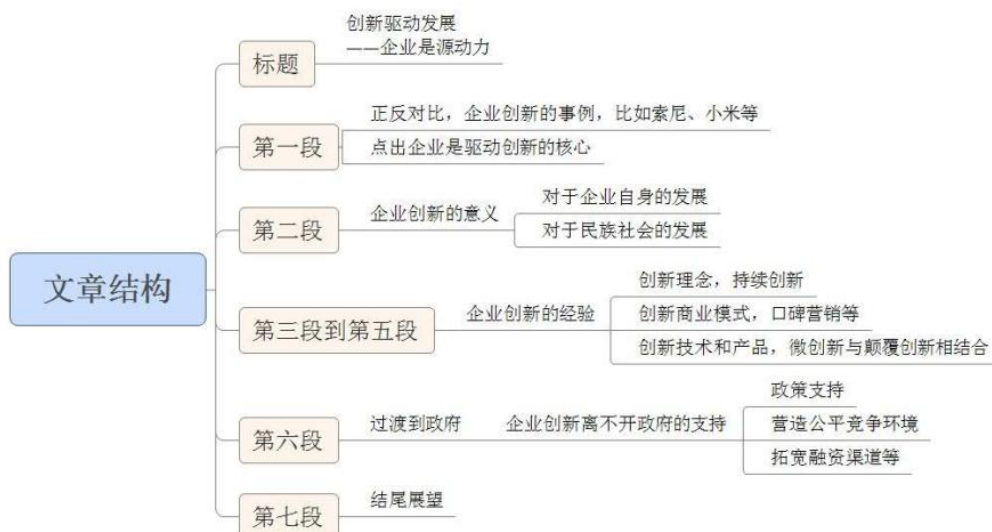 文章结构
标题
创新驱动发展
——企业是源动力
第一段
正反对比，企业创新的事例，比如索尼、小米等
点出企业是驱动创新的核心
第二段
企业创新的意义
对于企业自身的发展
对于民族社会的发展
第三段到第五段
企业创新的经验
创新理念，持续创新
创新商业模式，口碑营销等
创新技术和产品，微创新与颠覆创新相结合
第六段
过渡到政府
企业创新离不开政府的支持
政策支持
营造公平竞争环境
拓宽融资渠道等
第七段
结尾展望